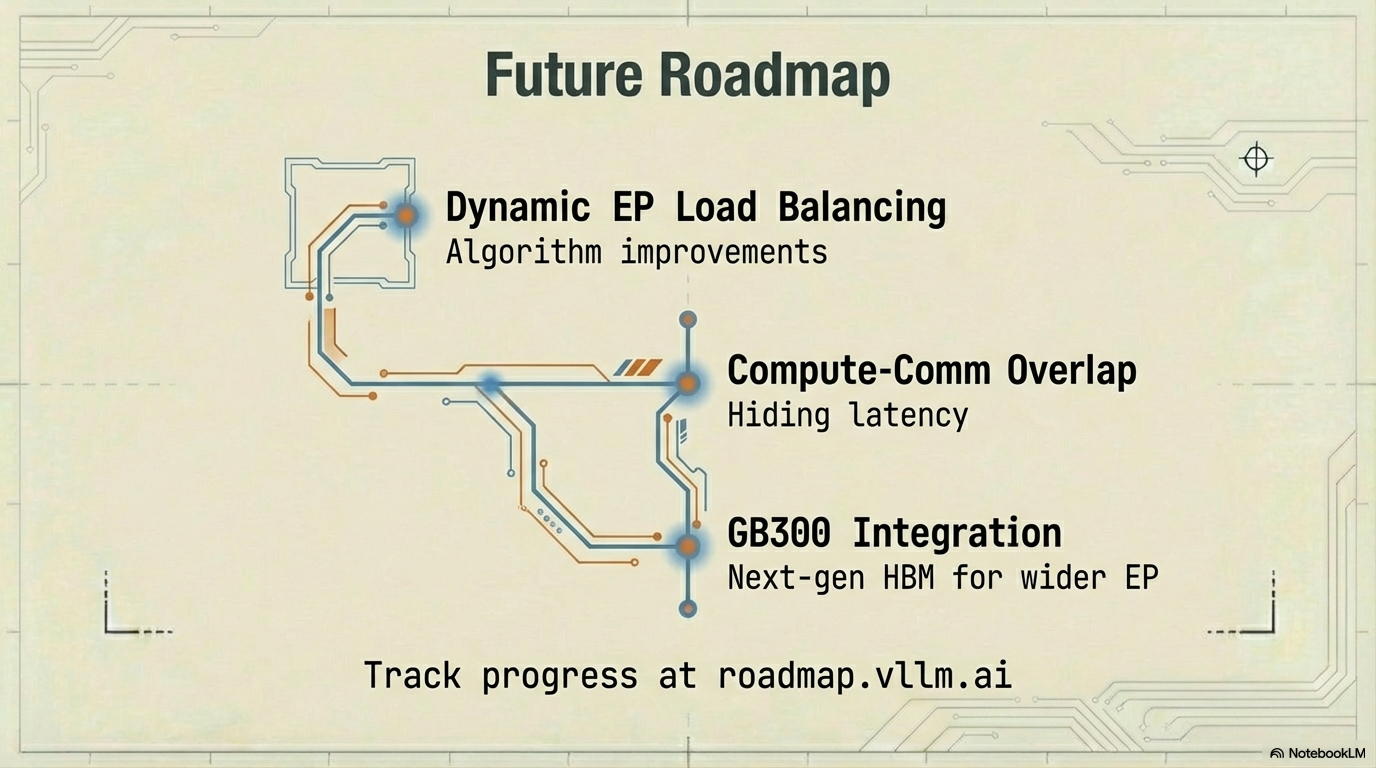 Future Roadmap
Dynamic EP Load Balancing
Algorithm improvements
Compute-Comm Overlap
Hiding latency
GB300 Integration
Next-gen HBM for wider EP
Track progress at roadmap.vllm.ai
NotebookLM